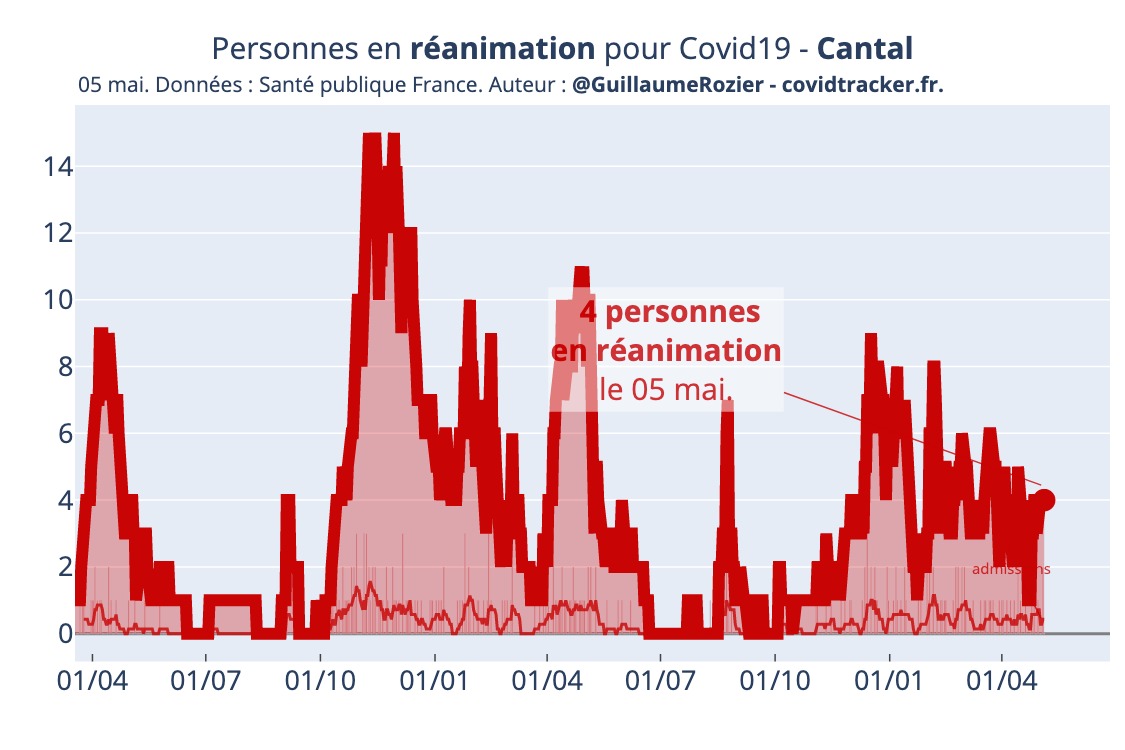 Personnes en réanimation pour Covid19 - Cantal
05 mai. Données : Santé publique France. Auteur : @GuillaumeRozier - covidtracker.fr.
14
12
10
8
6
4
2
0
4 personnes
en réanimation
le 05 mai.
admissions
01/04
01/07
01/10
01/01
01/04
01/07
01/10
01/01
01/04